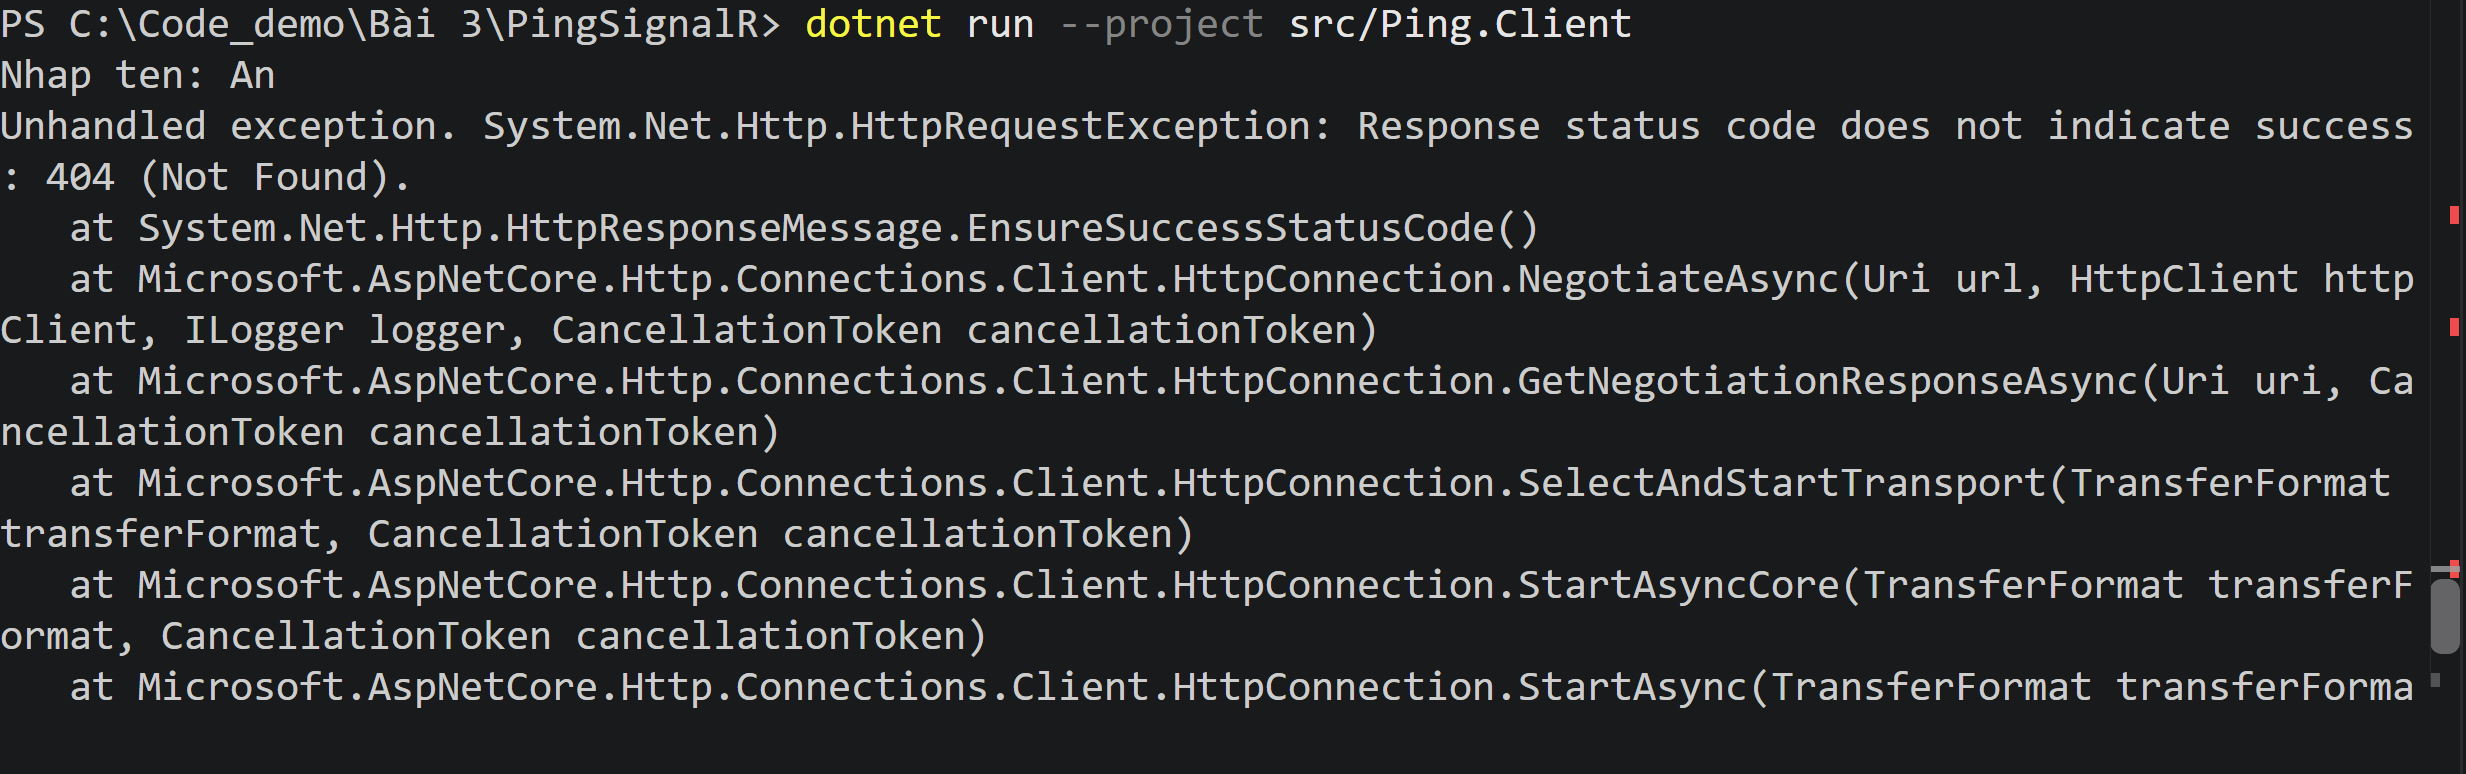 PS C:\Code_demo\Bài 3\PingSignalR> dotnet run --project src/Ping.Client
Nhap ten: An
Unhandled exception. System.Net.Http.HttpRequestException: Response status code does not indicate success
: 404 (Not Found).
   at System.Net.Http.HttpResponseMessage.EnsureSuccessStatusCode()
   at Microsoft.AspNetCore.Http.Connections.Client.HttpConnection.NegotiateAsync(Uri url, HttpClient http
Client, ILogger logger, CancellationToken cancellationToken)
   at Microsoft.AspNetCore.Http.Connections.Client.HttpConnection.GetNegotiationResponseAsync(Uri uri, Ca
ncellationToken cancellationToken)
   at Microsoft.AspNetCore.Http.Connections.Client.HttpConnection.SelectAndStartTransport(TransferFormat
transferFormat, CancellationToken cancellationToken)
   at Microsoft.AspNetCore.Http.Connections.Client.HttpConnection.StartAsyncCore(TransferFormat transferF
ormat, CancellationToken cancellationToken)
   at Microsoft.AspNetCore.Http.Connections.Client.HttpConnection.StartAsync(TransferFormat transferForma